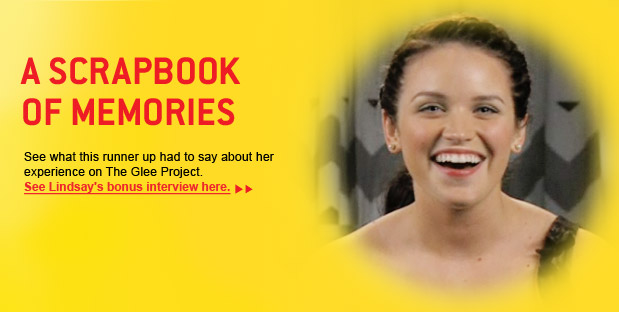 A SCRAPBOOK
OF MEMORIES
See what this runner up had to say about her
experience on The Glee Project.
See Lindsay's bonus interview here.